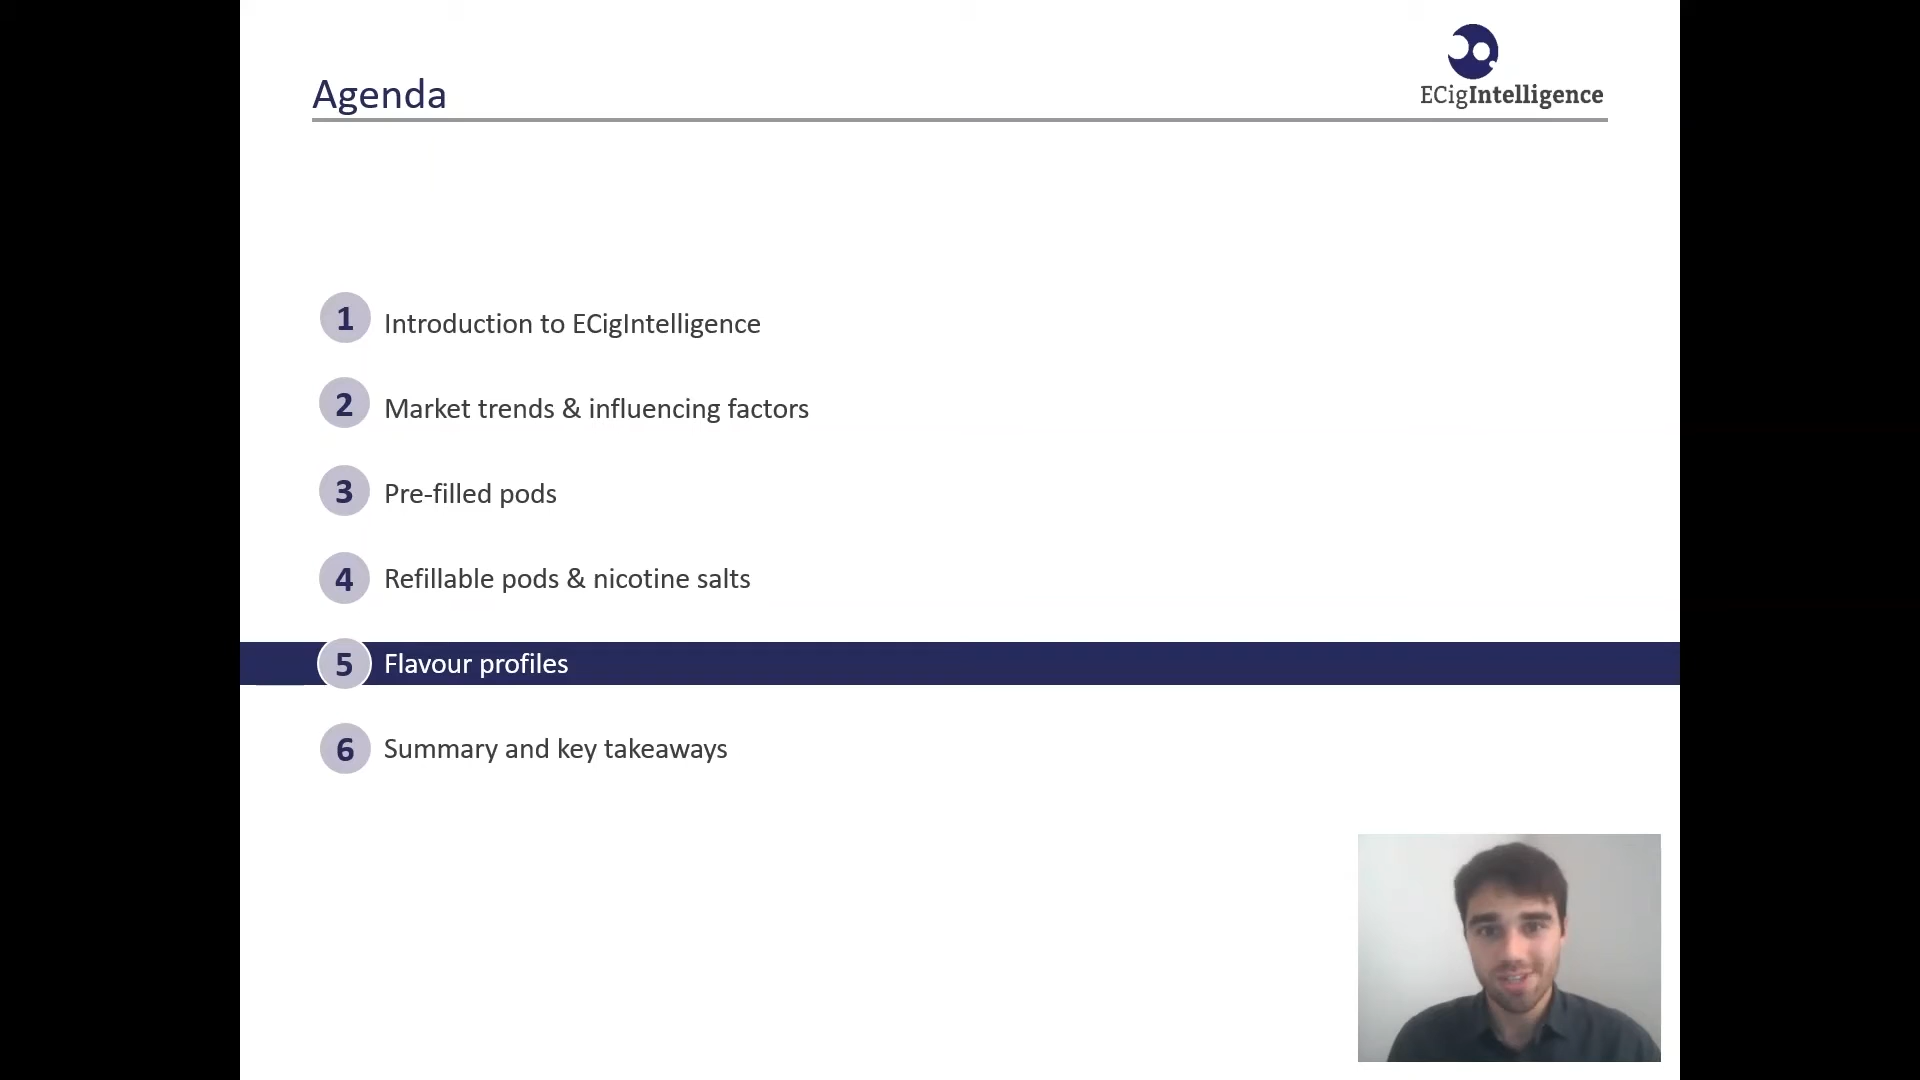 Agenda
ECigIntelligence
1 Introduction to ECigIntelligence
2 Market trends & influencing factors
3 Pre-filled pods
4 Refillable pods & nicotine salts
5 Flavour profiles
6 Summary and key takeaways